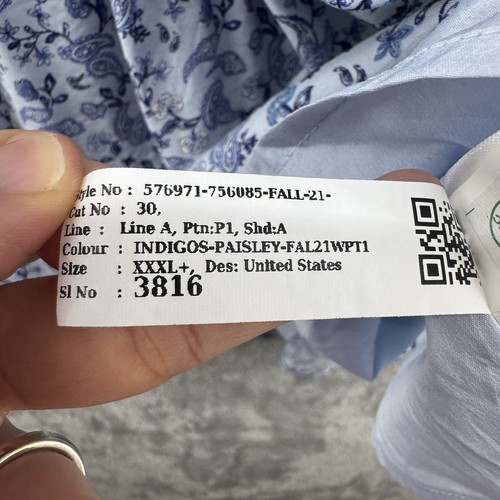 Style No : 576971-756085-FALL-21-
Cut No : 30,
Line : Line A, Ptn:P1, Shd:A
Colour : INDIGOS-PAISLEY-FAL21WPT1
Size : XXXL+, Des: United States
Sl No : 3816